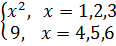 x², x = 1,2,3
9, x = 4,5,6